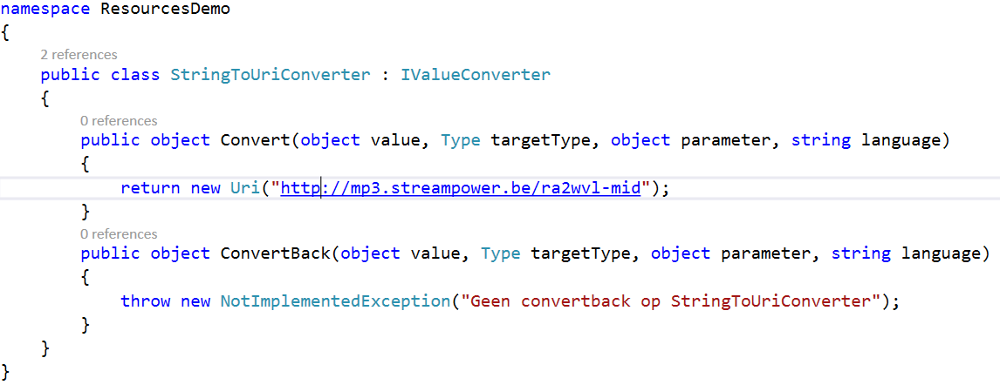 namespace ResourcesDemo
{
2 references
public class StringToUriConverter : IValueConverter
{
0 references
public object Convert(object value, Type targetType, object parameter, string language)
{
return new Uri("http://mp3.streampower.be/ra2wvl-mid");
}
0 references
public object ConvertBack(object value, Type targetType, object parameter, string language)
{
throw new NotImplementedException("Geen convertback op StringToUriConverter");
}
}
}